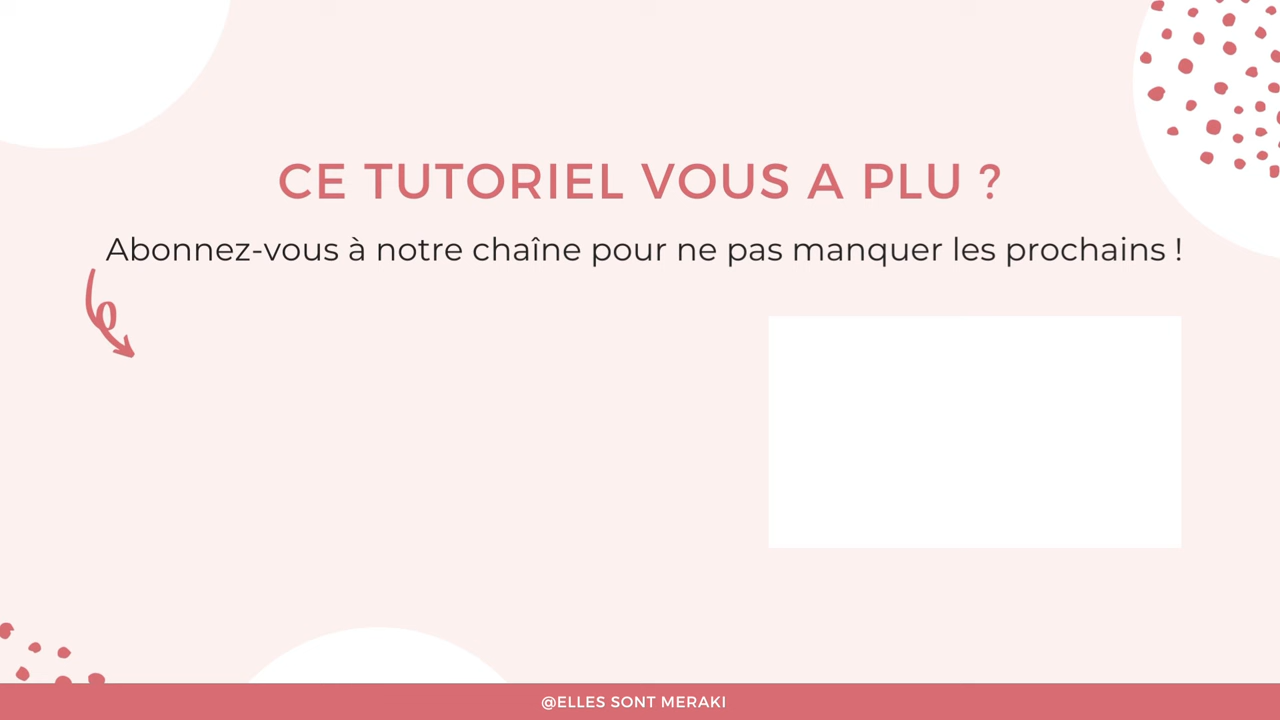 CE TUTORIEL VOUS A PLU ?
Abonnez-vous à notre chaîne pour ne pas manquer les prochains !
@ELLES SONT MERAKI